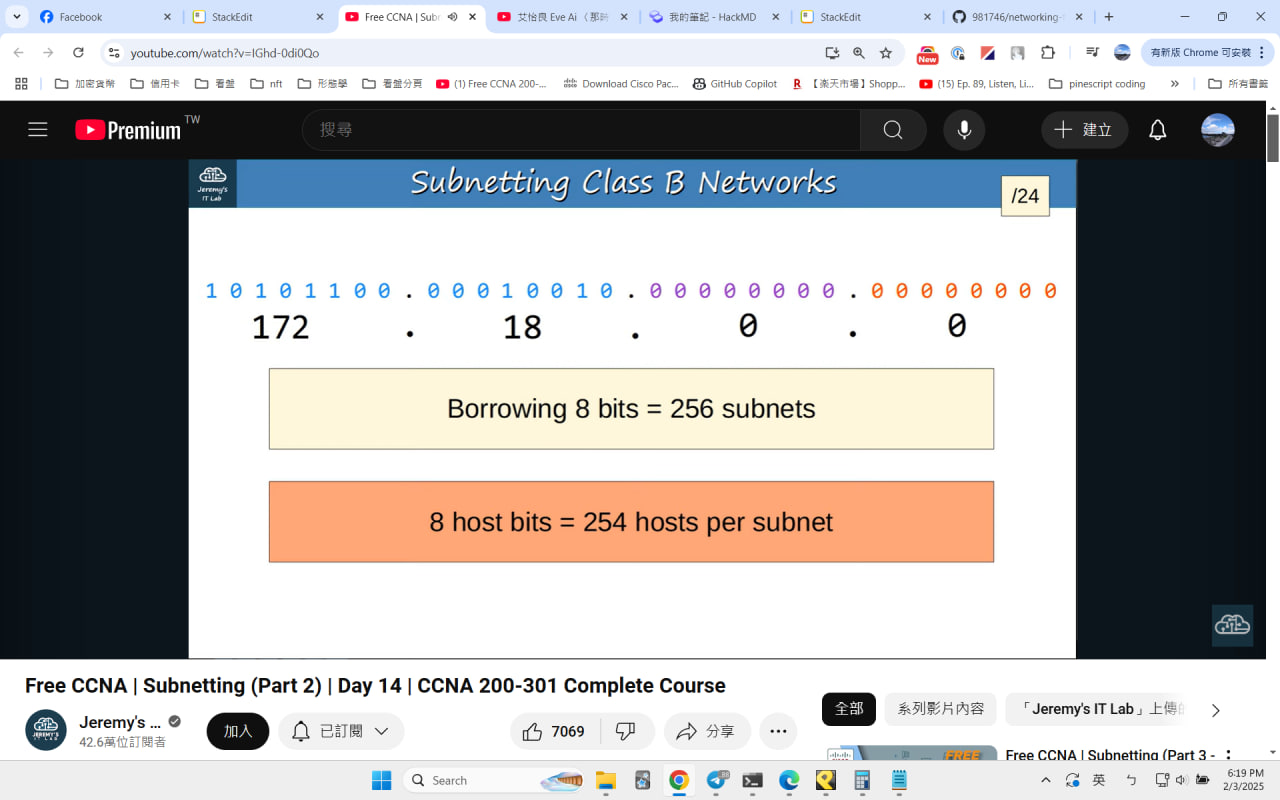 Facebook
StackEdit
Free CCNA | Subn
艾怡良 Eve Ai 〈 那時
我的筆記 - HackMD
StackEdit
981746/networking-
youtube.com/watch?v=IGhd-0di0Qo
New
有新版 Chrome 可安裝
加密貨幣
信用卡
看盤
nft
形態學
看盤分頁
(1) Free CCNA 200-...
Download Cisco Pac...
GitHub Copilot
R
【楽天市場】Shopp...
(15) Ep. 89, Listen, Li...
pinescript coding
»
所有書籤
Premium TW
搜尋
建立
Jeremy's
IT Lab
Subnetting Class B Networks
/24
1 0 1 0 1 1 0 0 . 0 0 0 1 0 0 1 0 . 0 0 0 0 0 0 0 0 . 0 0 0 0 0 0 0 0
172 . 18 . 0 . 0
Borrowing 8 bits = 256 subnets
8 host bits = 254 hosts per subnet
Free CCNA | Subnetting (Part 2) | Day 14 | CCNA 200-301 Complete Course
Jeremy's ...
42.6萬位訂閱者
加入
已訂閱
7069
分享
全部
系列影片內容
「Jeremy's IT Lab」上傳的
FREE
Free CCNA | Subnetting (Part 3 -
Search
88
英
ㄅ
6:19 PM
2/3/2025